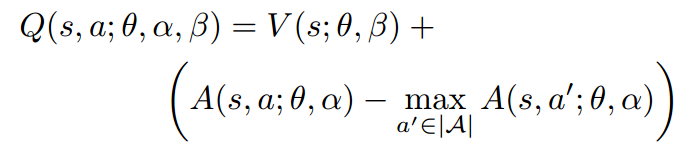 Q(s, a; θ, α, β) = V(s; θ, β) +
(A(s, a; θ, α) − max_{a′∈|𝒜|} A(s, a′; θ, α))